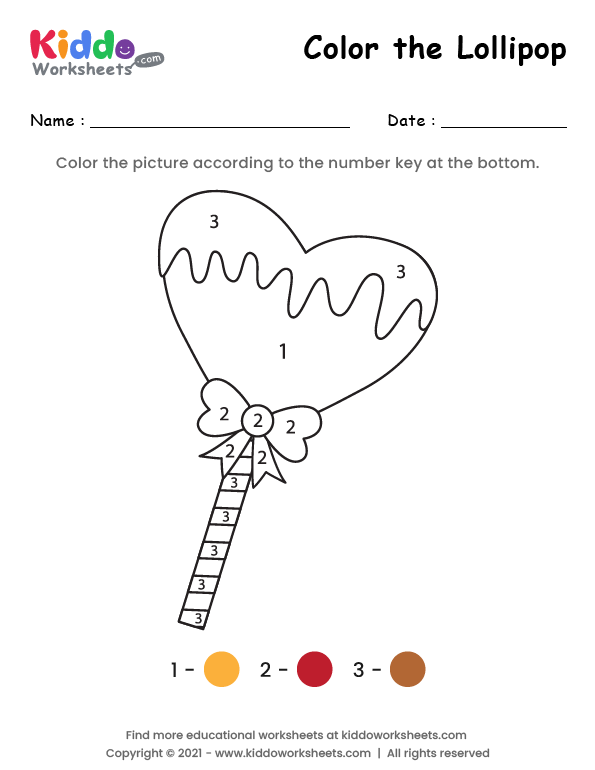 Kiddo
Worksheets .com
Color the Lollipop
Name : Date :
Color the picture according to the number key at the bottom.
3
3
1
2 2 2
2 2
3
3
3
3
3
1 - 2 - 3 -
Find more educational worksheets at kiddoworksheets.com
Copyright © 2021 - www.kiddoworksheets.com | All rights reserved